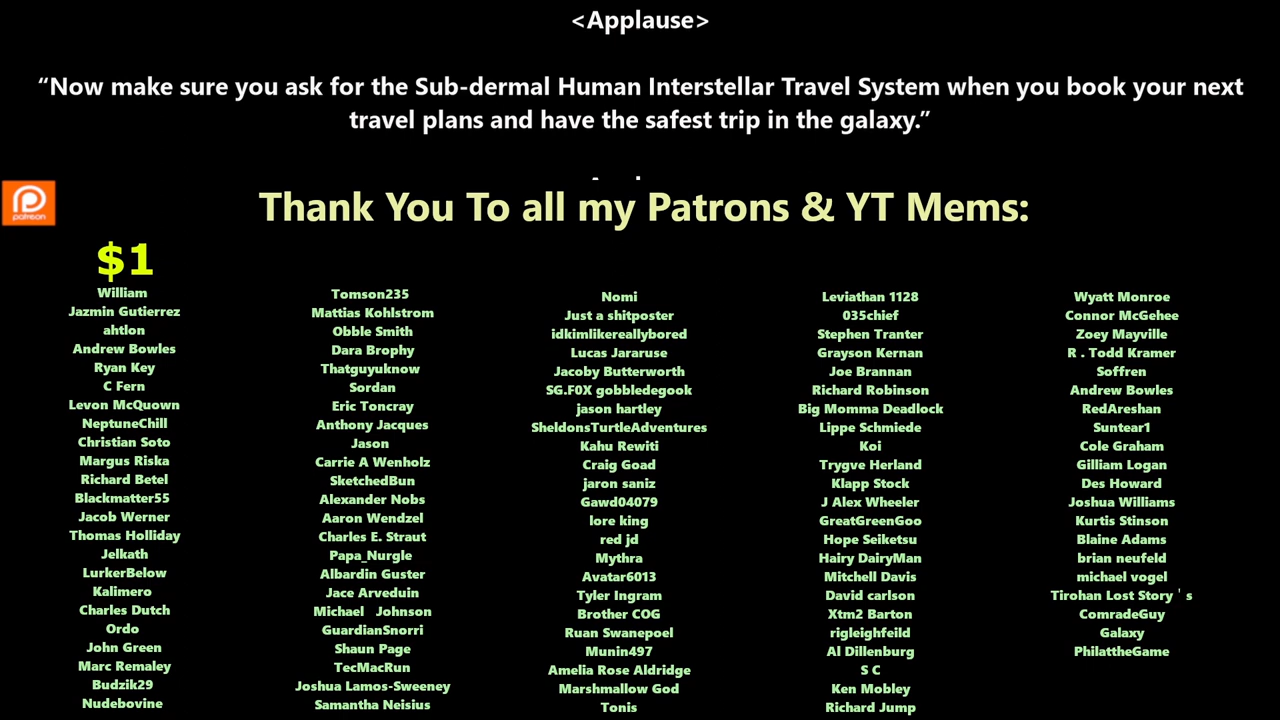 <Applause>
“Now make sure you ask for the Sub-dermal Human Interstellar Travel System when you book your next
travel plans and have the safest trip in the galaxy.”
patreon
Thank You To all my Patrons & YT Mems:
$1
William
Jazmin Gutierrez
ahtlon
Andrew Bowles
Ryan Key
C Fern
Levon McQuown
NeptuneChill
Christian Soto
Margus Riska
Richard Betel
Blackmatter55
Jacob Werner
Thomas Holliday
Jelkath
LurkerBelow
Kalimero
Charles Dutch
Ordo
John Green
Marc Remaley
Budzik29
Nudebovine
Tomson235
Mattias Kohlstrom
Obble Smith
Dara Brophy
Thatguyuknow
Sordan
Eric Toncray
Anthony Jacques
Jason
Carrie A Wenholz
SketchedBun
Alexander Nobs
Aaron Wendzel
Charles E. Straut
Papa_Nurgle
Albardin Guster
Jace Arveduin
Michael Johnson
GuardianSnorri
Shaun Page
TecMacRun
Joshua Lamos-Sweeney
Samantha Neisius
Nomi
Just a shitposter
idkimlikereallybored
Lucas Jararuse
Jacoby Butterworth
SG.F0X gobbledegook
jason hartley
SheldonsTurtleAdventures
Kahu Rewiti
Craig Goad
jaron saniz
Gawd04079
lore king
red jd
Mythra
Avatar6013
Tyler Ingram
Brother COG
Ruan Swanepoel
Munin497
Amelia Rose Aldridge
Marshmallow God
Tonis
Leviathan 1128
035chief
Stephen Tranter
Grayson Kernan
Joe Brannan
Richard Robinson
Big Momma Deadlock
Lippe Schmiede
Koi
Trygve Herland
Klapp Stock
J Alex Wheeler
GreatGreenGoo
Hope Seiketsu
Hairy DairyMan
Mitchell Davis
David carlson
Xtm2 Barton
rigleighfeild
Al Dillenburg
S C
Ken Mobley
Richard Jump
Wyatt Monroe
Connor McGehee
Zoey Mayville
R . Todd Kramer
Soffren
Andrew Bowles
RedAreshan
Suntear1
Cole Graham
Gilliam Logan
Des Howard
Joshua Williams
Kurtis Stinson
Blaine Adams
brian neufeld
michael vogel
Tirohan Lost Story ' s
ComradeGuy
Galaxy
PhilattheGame